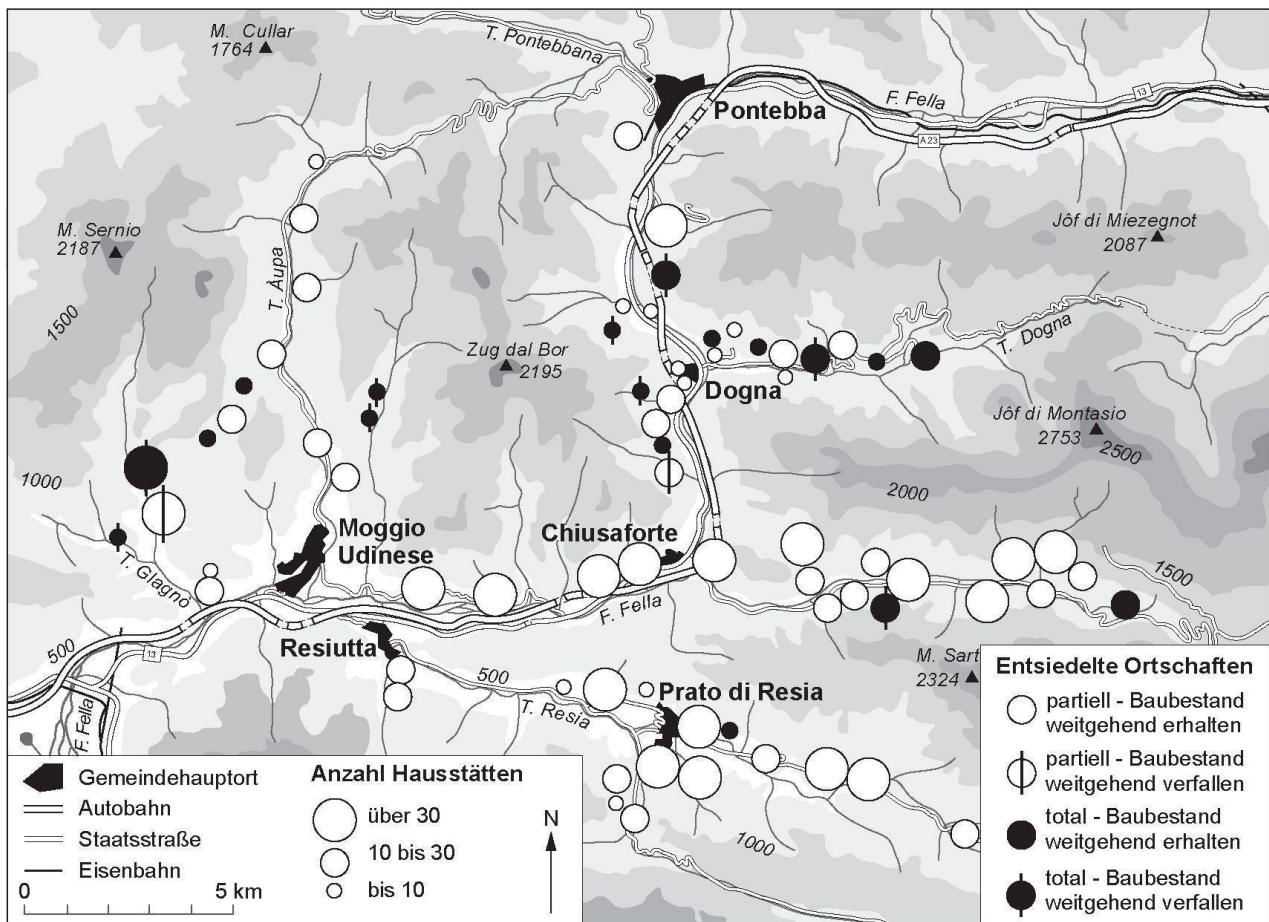 M. Cullar
1764
T. Pontebbana
Pontebba
F. Fella
13
A 23
M. Sernio
2187
Jôf di Miezegnot
2087
T. Aupa
1500
T. Dogna
Zug dal Bor
2195
Dogna
Jôf di Montasio
2753
2500
2000
1000
Moggio
Udinese
Chiusaforte
T. Glagno
1500
F. Fella
Resiutta
500
13
500
M. Sart
2324
Prato di Resia
T. Resia
F. Fella
1000
Gemeindehauptort
Autobahn
Staatsstraße
Eisenbahn
0 5 km
Anzahl Hausstätten
über 30
10 bis 30
bis 10
N
Entsiedelte Ortschaften
partiell - Baubestand
weitgehend erhalten
partiell - Baubestand
weitgehend verfallen
total - Baubestand
weitgehend erhalten
total - Baubestand
weitgehend verfallen